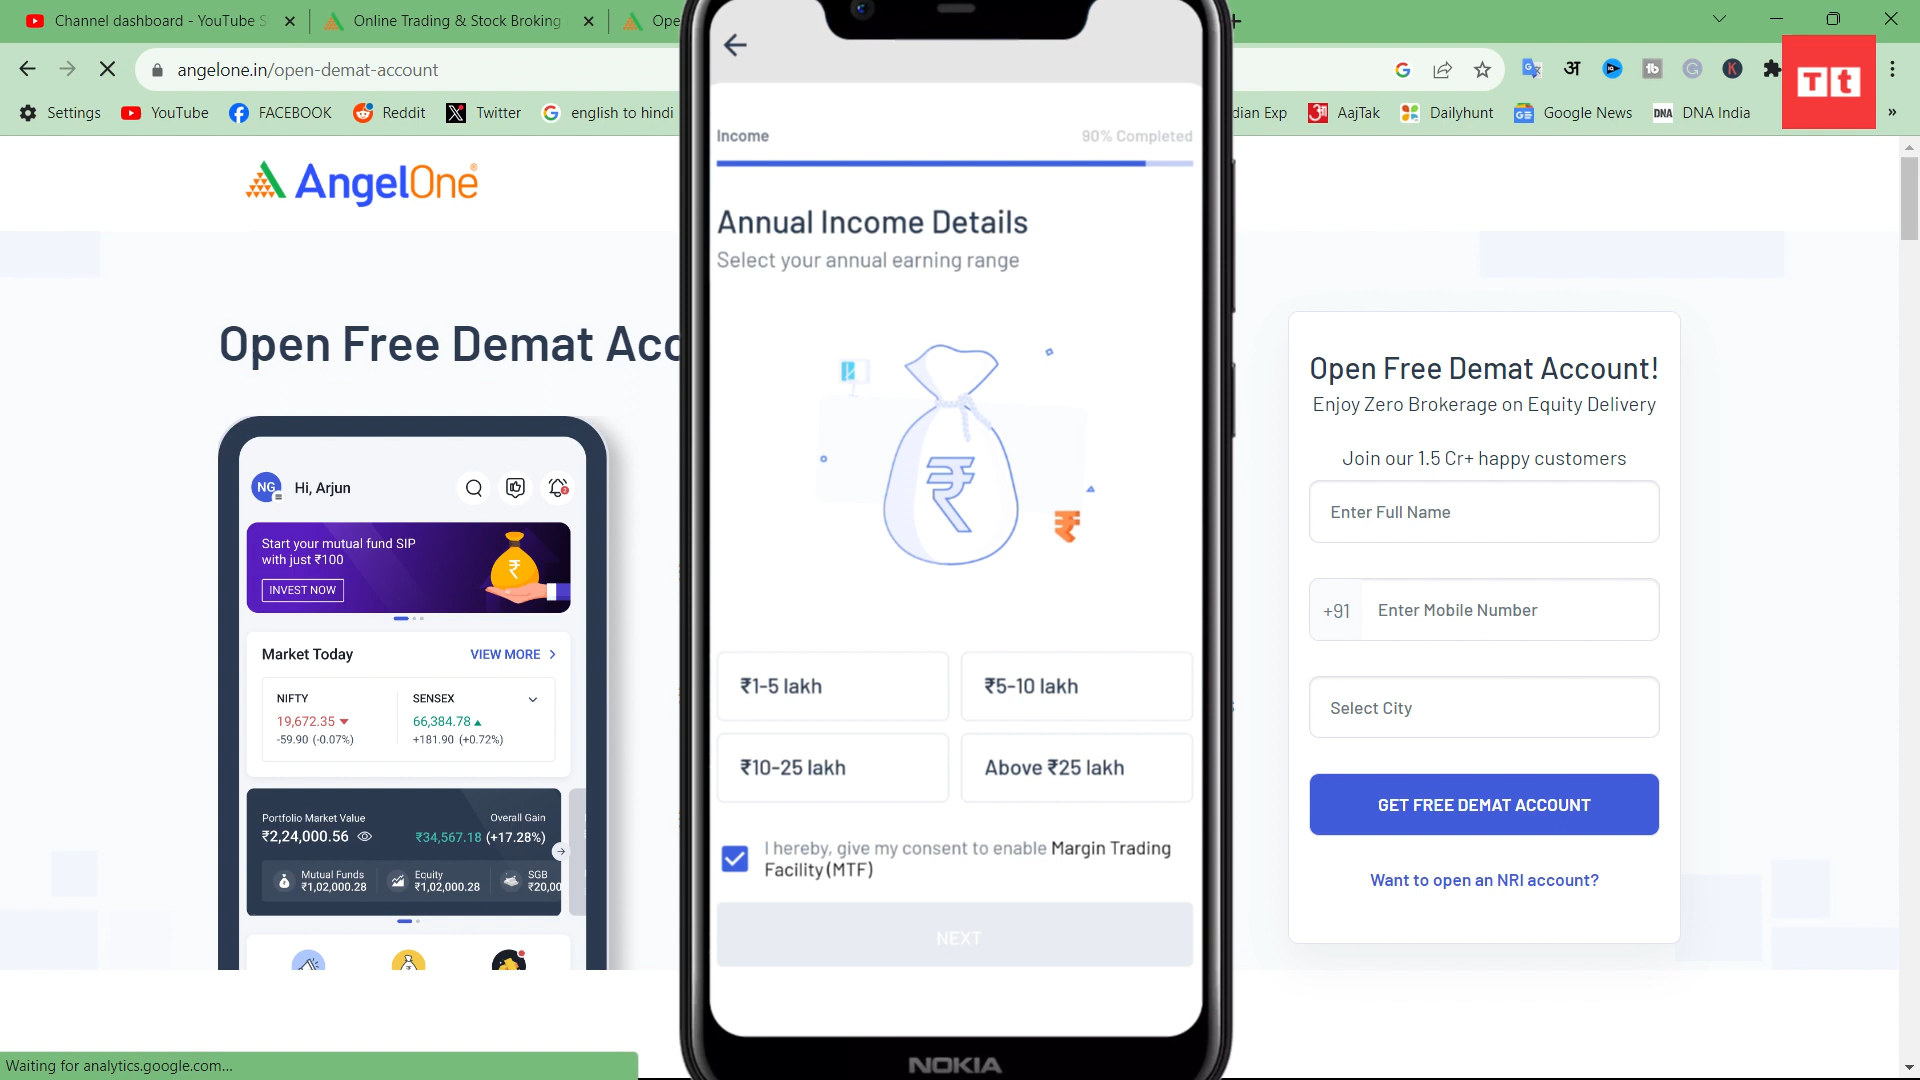 Channel dashboard - YouTube S
Online Trading & Stock Broking
Ope
angelone.in/open-demat-account
अ
Tt
Settings
YouTube
FACEBOOK
Reddit
Twitter
english to hindi
dian Exp
AajTak
Dailyhunt
Google News
DNA India
AngelOne
Open Free Demat Acc
NG
Hi, Arjun
Start your mutual fund SIP
with just ₹100
INVEST NOW
Market Today
VIEW MORE
NIFTY
19,672.35
-59.90 (-0.07%)
SENSEX
66,384.78
+181.90 (+0.72%)
Portfolio Market Value
₹2,24,000.56
Overall Gain
₹34,567.18 (+17.28%)
Mutual Funds
₹1,02,000.28
Equity
₹1,02,000.28
SGB
₹20,00
Income
90% Completed
Annual Income Details
Select your annual earning range
₹
₹
₹1-5 lakh
₹5-10 lakh
₹10-25 lakh
Above ₹25 lakh
I hereby, give my consent to enable Margin Trading
Facility (MTF)
NEXT
NOKIA
Open Free Demat Account!
Enjoy Zero Brokerage on Equity Delivery
Join our 1.5 Cr+ happy customers
Enter Full Name
+91
Enter Mobile Number
Select City
GET FREE DEMAT ACCOUNT
Want to open an NRI account?
Waiting for analytics.google.com...